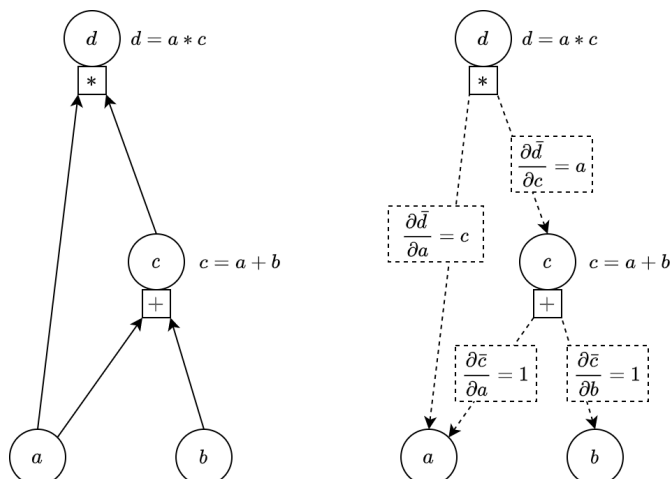 d d = a * c
*
c c = a + b
+
a b
d d = a * c
*
∂d̄/∂c = a
∂d̄/∂a = c
c c = a + b
+
∂c̄/∂a = 1 ∂c̄/∂b = 1
a b